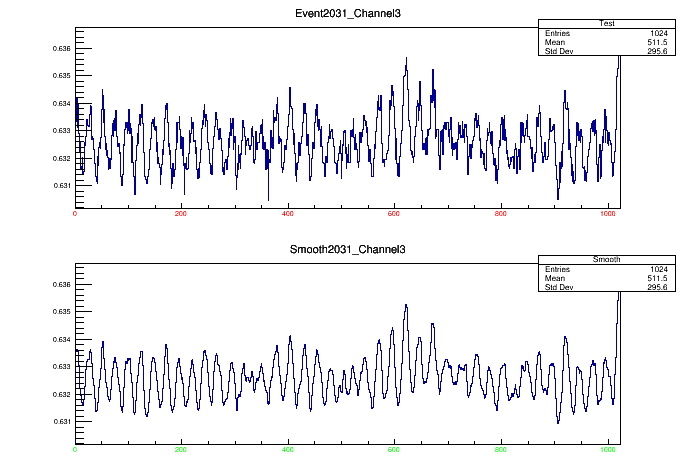 Event2031_Channel3
Test
Entries 1024
Mean 511.5
Std Dev 295.6
0.636
0.635
0.634
0.633
0.632
0.631
0 200 400 600 800 1000
Smooth2031_Channel3
Smooth
Entries 1024
Mean 511.5
Std Dev 295.6
0.636
0.635
0.634
0.633
0.632
0.631
0 200 400 600 800 1000